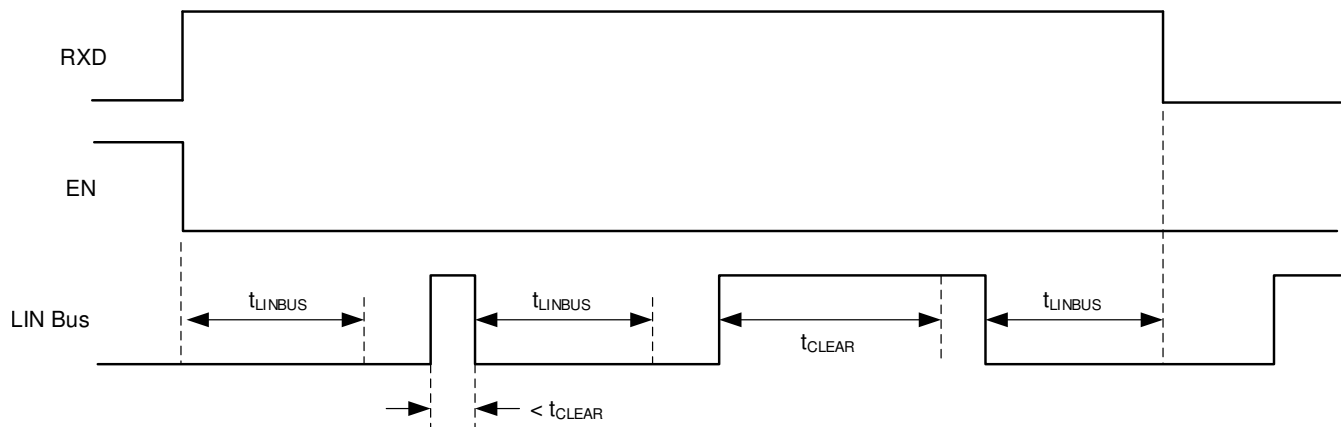 RXD
EN
LIN Bus
tLINBUS
tLINBUS
tCLEAR
tLINBUS
< tCLEAR